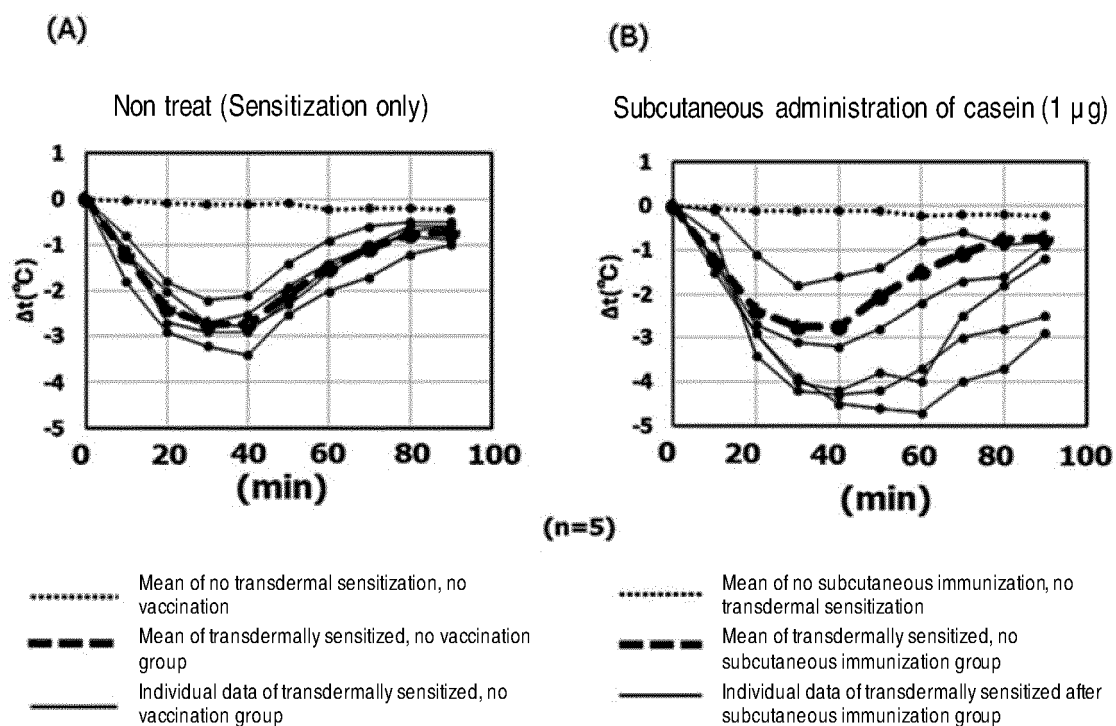 (A)
(B)
Non treat (Sensitization only)
Subcutaneous administration of casein (1 µg)
1
0
-1
-2
-3
-4
-5
Δt(℃)
0 20 40 60 80 100
(min)
1
0
-1
-2
-3
-4
-5
Δt(℃)
0 20 40 60 80 100
(min)
(n=5)
Mean of no transdermal sensitization, no
vaccination
Mean of transdermally sensitized, no vaccination
group
Individual data of transdermally sensitized, no
vaccination group
Mean of no subcutaneous immunization, no
transdermal sensitization
Mean of transdermally sensitized, no
subcutaneous immunization group
Individual data of transdermally sensitized after
subcutaneous immunization group